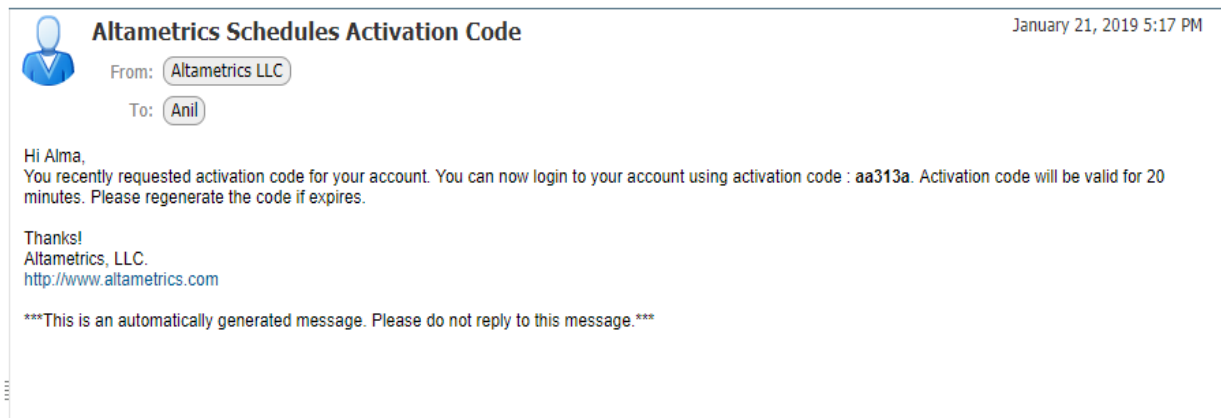 Altametrics Schedules Activation Code
January 21, 2019 5:17 PM
From: Altametrics LLC
To: Anil
Hi Alma,
You recently requested activation code for your account. You can now login to your account using activation code : aa313a. Activation code will be valid for 20
minutes. Please regenerate the code if expires.
Thanks!
Altametrics, LLC.
http://www.altametrics.com
***This is an automatically generated message. Please do not reply to this message.***